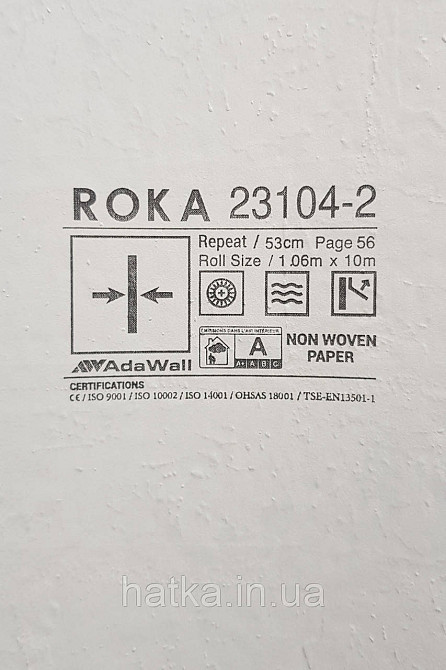 ROKA 23104-2
Repeat / 53cm Page 56
Roll Size / 1.06m x 10m
ÉMISSIONS DANS L'AIR INTÉRIEUR
A
A+ A B C
NON WOVEN
PAPER
AdaWall
CERTIFICATIONS
CE / ISO 9001 / ISO 10002 / ISO 14001 / OHSAS 18001 / TSE-EN13501-1
hatka.in.ua